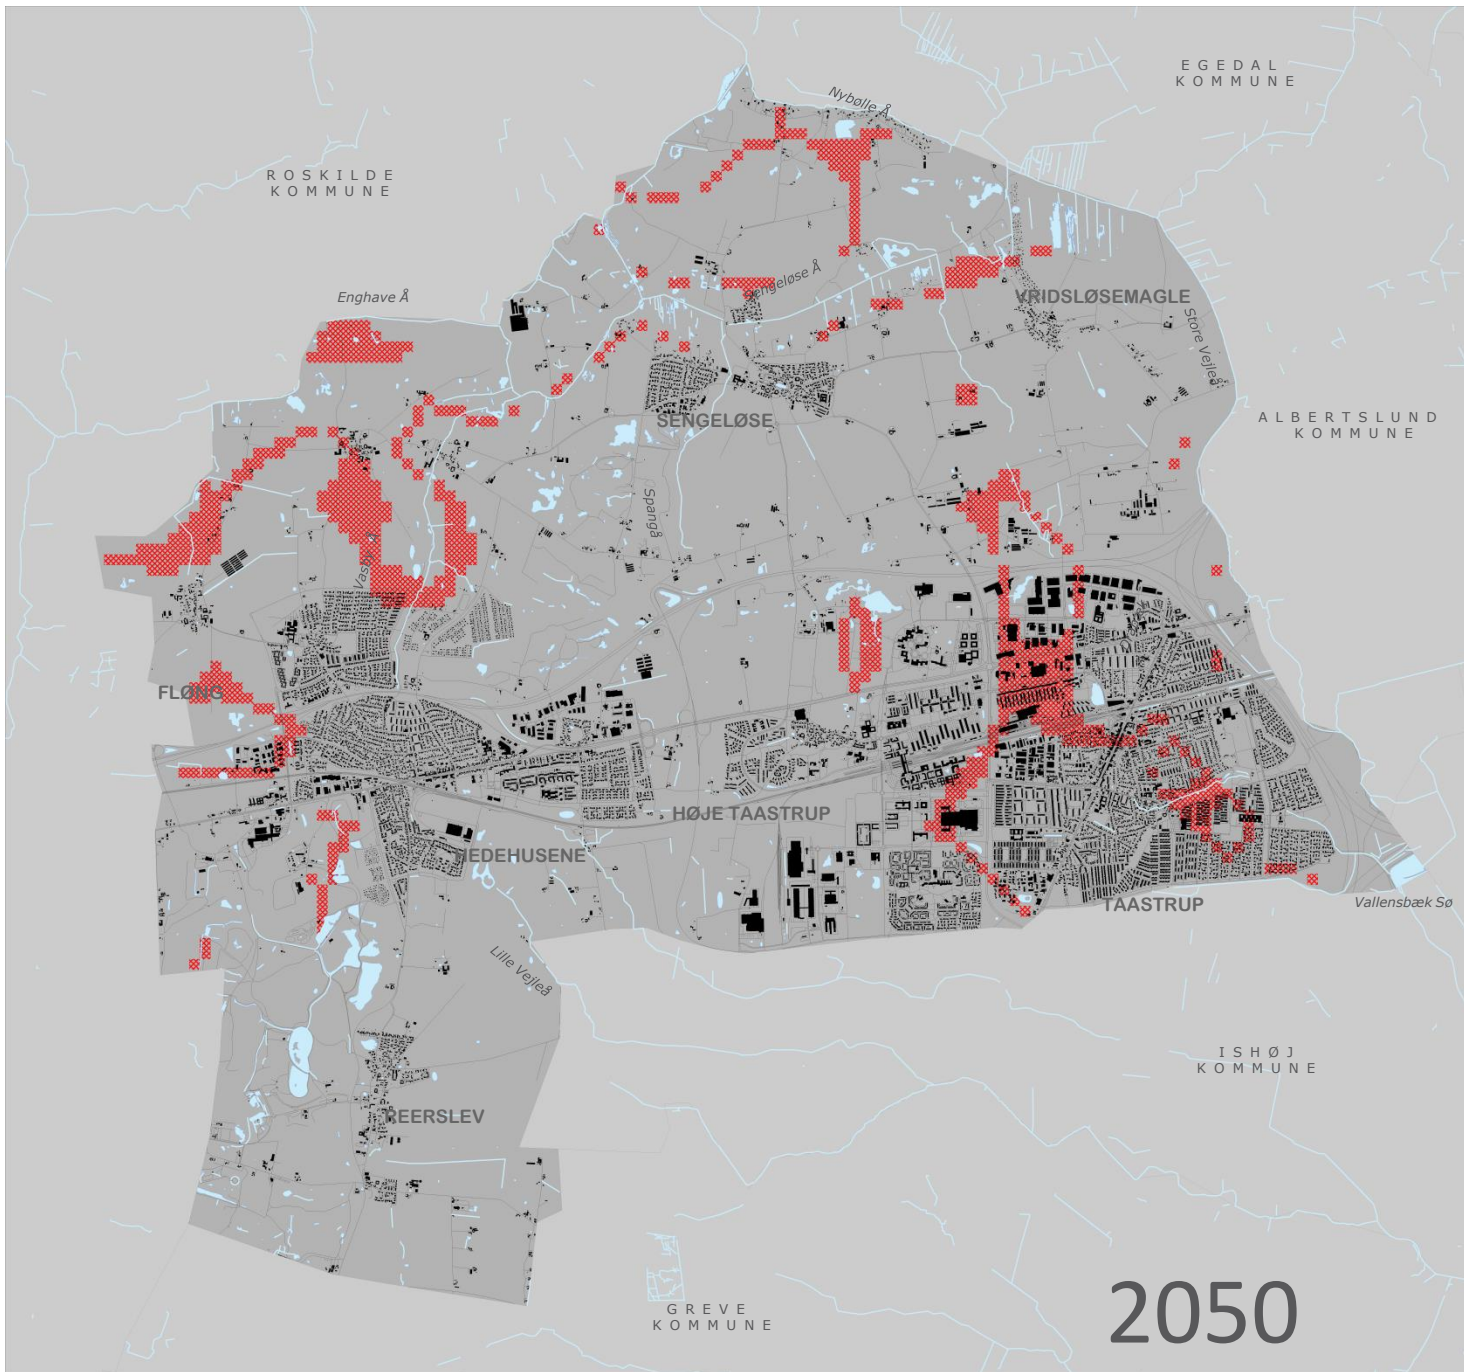 EGEDAL
KOMMUNE
Nybølle Å
ROSKILDE
KOMMUNE
Sengeløse Å
Enghave Å
VRIDSLØSEMAGLE
Store Vejleå
SENGELØSE
ALBERTSLUND
KOMMUNE
Spangå
Vasby Å
FLØNG
HØJE TAASTRUP
HEDEHUSENE
TAASTRUP
Vallensbæk Sø
Lille Vejleå
ISHØJ
KOMMUNE
REERSLEV
GREVE
KOMMUNE
2050